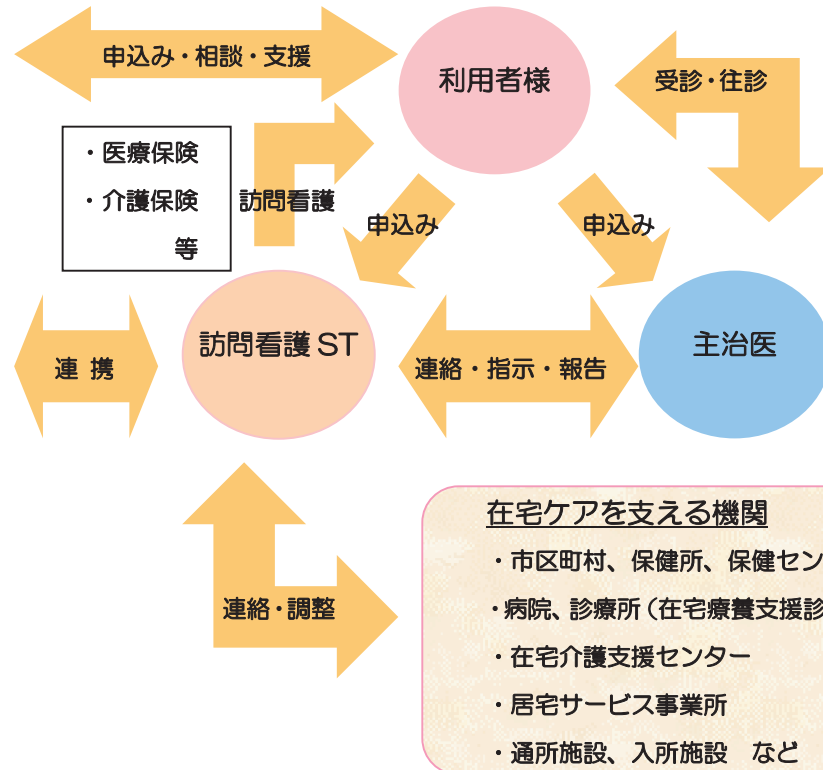 申込み・相談・支援
利用者様
受診・往診
・医療保険
・介護保険
等
訪問看護
申込み
申込み
訪問看護 ST
主治医
連 携
連絡・指示・報告
在宅ケアを支える機関
・市区町村、保健所、保健セン
・病院、診療所（在宅療養支援診
連絡・調整
・在宅介護支援センター
・居宅サービス事業所
・通所施設、入所施設　など